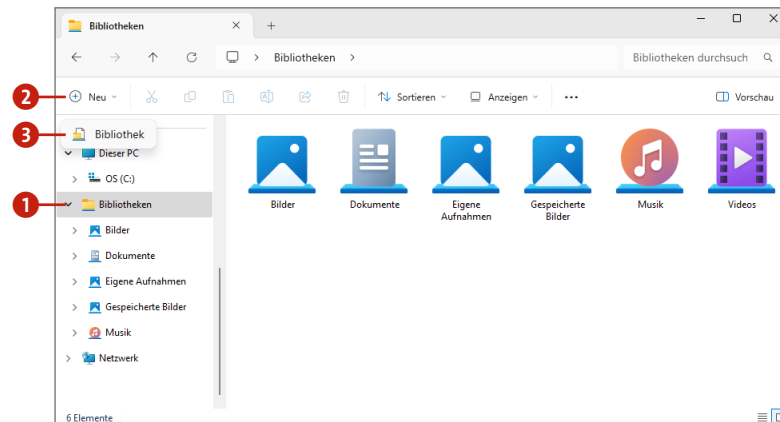 Bibliotheken
Bibliotheken
Bibliotheken durchsuch
2
Neu
Sortieren
Anzeigen
Vorschau
3
Bibliothek
Dieser PC
OS (C:)
1
Bibliotheken
Bilder
Dokumente
Eigene Aufnahmen
Gespeicherte Bilder
Musik
Netzwerk
Bilder
Dokumente
Eigene
Aufnahmen
Gespeicherte
Bilder
Musik
Videos
6 Elemente